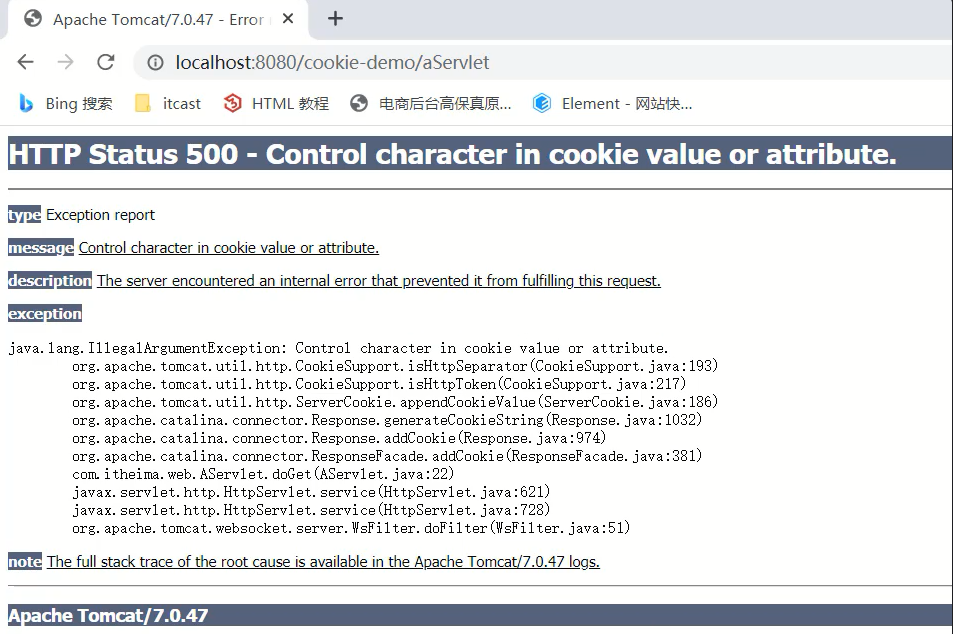 Apache Tomcat/7.0.47 - Error
localhost:8080/cookie-demo/aServlet
Bing 搜索 itcast HTML 教程 电商后台高保真原... Element - 网站快...
HTTP Status 500 - Control character in cookie value or attribute.
type Exception report
message Control character in cookie value or attribute.
description The server encountered an internal error that prevented it from fulfilling this request.
exception
java.lang.IllegalArgumentException: Control character in cookie value or attribute.
org.apache.tomcat.util.http.CookieSupport.isHttpSeparator(CookieSupport.java:193)
org.apache.tomcat.util.http.CookieSupport.isHttpToken(CookieSupport.java:217)
org.apache.tomcat.util.http.ServerCookie.appendCookieValue(ServerCookie.java:186)
org.apache.catalina.connector.Response.generateCookieString(Response.java:1032)
org.apache.catalina.connector.Response.addCookie(Response.java:974)
org.apache.catalina.connector.ResponseFacade.addCookie(ResponseFacade.java:381)
com.itheima.web.AServlet.doGet(AServlet.java:22)
javax.servlet.http.HttpServlet.service(HttpServlet.java:621)
javax.servlet.http.HttpServlet.service(HttpServlet.java:728)
org.apache.tomcat.websocket.server.WsFilter.doFilter(WsFilter.java:51)
note The full stack trace of the root cause is available in the Apache Tomcat/7.0.47 logs.
Apache Tomcat/7.0.47